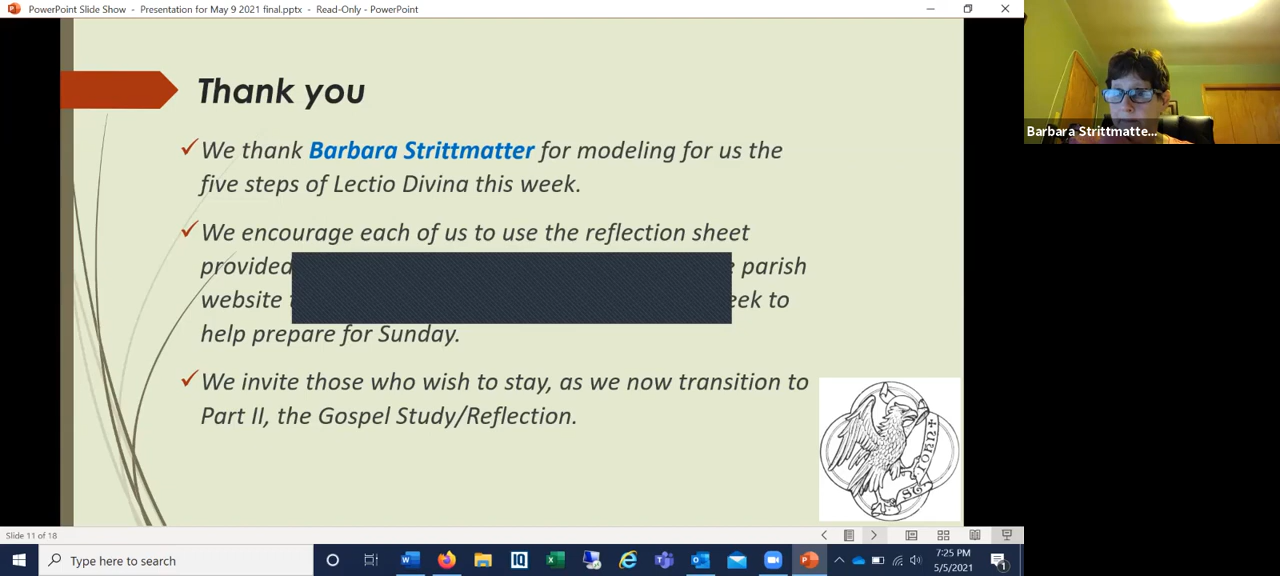 PowerPoint Slide Show - Presentation for May 9 2021 final.pptx - Read-Only - PowerPoint
Thank you
We thank Barbara Strittmatter for modeling for us the
five steps of Lectio Divina this week.
We encourage each of us to use the reflection sheet
provided parish
website to
help prepare for Sunday.
We invite those who wish to stay, as we now transition to
Part II, the Gospel Study/Reflection.
Barbara Strittmatte...
Slide 11 of 18
Type here to search
7:25 PM
5/5/2021